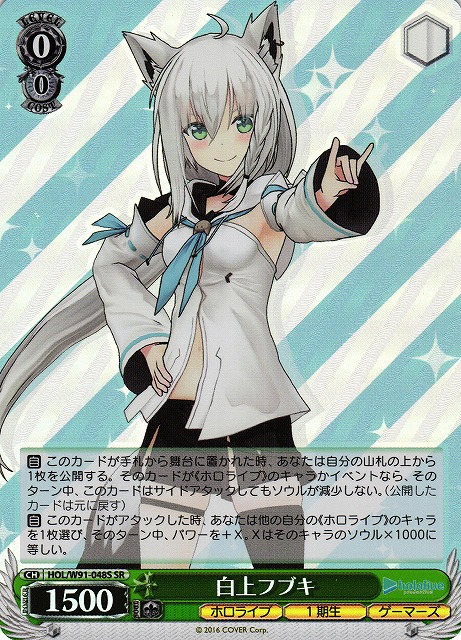 LEVEL
0
0
COST
自 このカードが手札から舞台に置かれた時、あなたは自分の山札の上から
1枚を公開する。そのカードが《ホロライブ》のキャラかイベントなら、その
ターン中、このカードはサイドアタックしてもソウルが減少しない。(公開した
カードは元に戻す)
自 このカードがアタックした時、あなたは他の自分の《ホロライブ》のキャラ
を1枚選び、そのターン中、パワーを+X。Xはそのキャラのソウル×1000に
等しい。
CH HOL/W91-048S SR
POWER
1500
SOUL
白上フブキ
hololive
ホロライブ
1期生
ゲーマーズ
© 2016 COVER Corp.